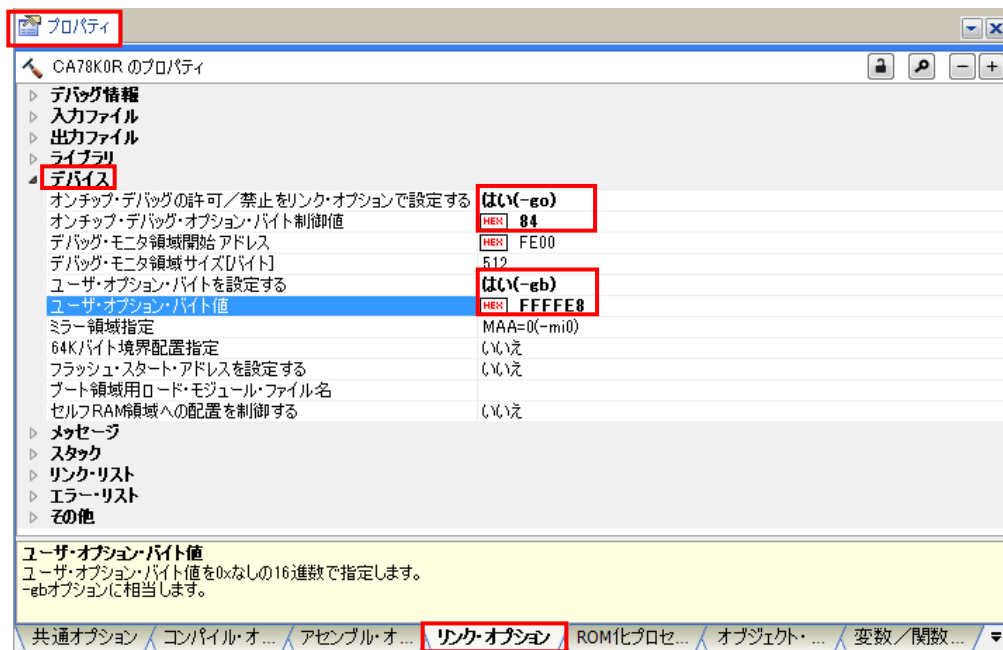 プロパティ
CA78K0R のプロパティ
デバッグ情報
入力ファイル
出力ファイル
ライブラリ
デバイス
オンチップ・デバッグの許可／禁止をリンク・オプションで設定する はい(-go)
オンチップ・デバッグ・オプション・バイト制御値 HEX 84
デバッグ・モニタ領域開始アドレス HEX FE00
デバッグ・モニタ領域サイズ[バイト] 512
ユーザ・オプション・バイトを設定する はい(-gb)
ユーザ・オプション・バイト値 HEX FFFFE8
ミラー領域指定 MAA=0(-mi0)
64Kバイト境界配置指定 いいえ
フラッシュ・スタート・アドレスを設定する いいえ
ブート領域用ロード・モジュール・ファイル名
セルフRAM領域への配置を制御する いいえ
メッセージ
スタック
リンク・リスト
エラー・リスト
その他
ユーザ・オプション・バイト値
ユーザ・オプション・バイト値を0xなしの16進数で指定します。
-gbオプションに相当します。
共通オプション コンパイル・オ... アセンブル・オ... リンク・オプション ROM化プロセ... オブジェクト・... 変数／関数...